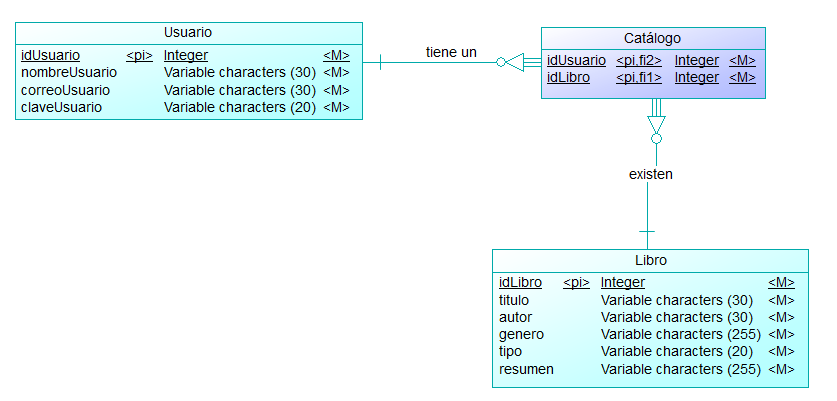 Usuario
idUsuario <pi> Integer <M>
nombreUsuario Variable characters (30) <M>
correoUsuario Variable characters (30) <M>
claveUsuario Variable characters (20) <M>
tiene un
Catálogo
idUsuario <pi,fi2> Integer <M>
idLibro <pi,fi1> Integer <M>
existen
Libro
idLibro <pi> Integer <M>
titulo Variable characters (30) <M>
autor Variable characters (30) <M>
genero Variable characters (255) <M>
tipo Variable characters (20) <M>
resumen Variable characters (255) <M>